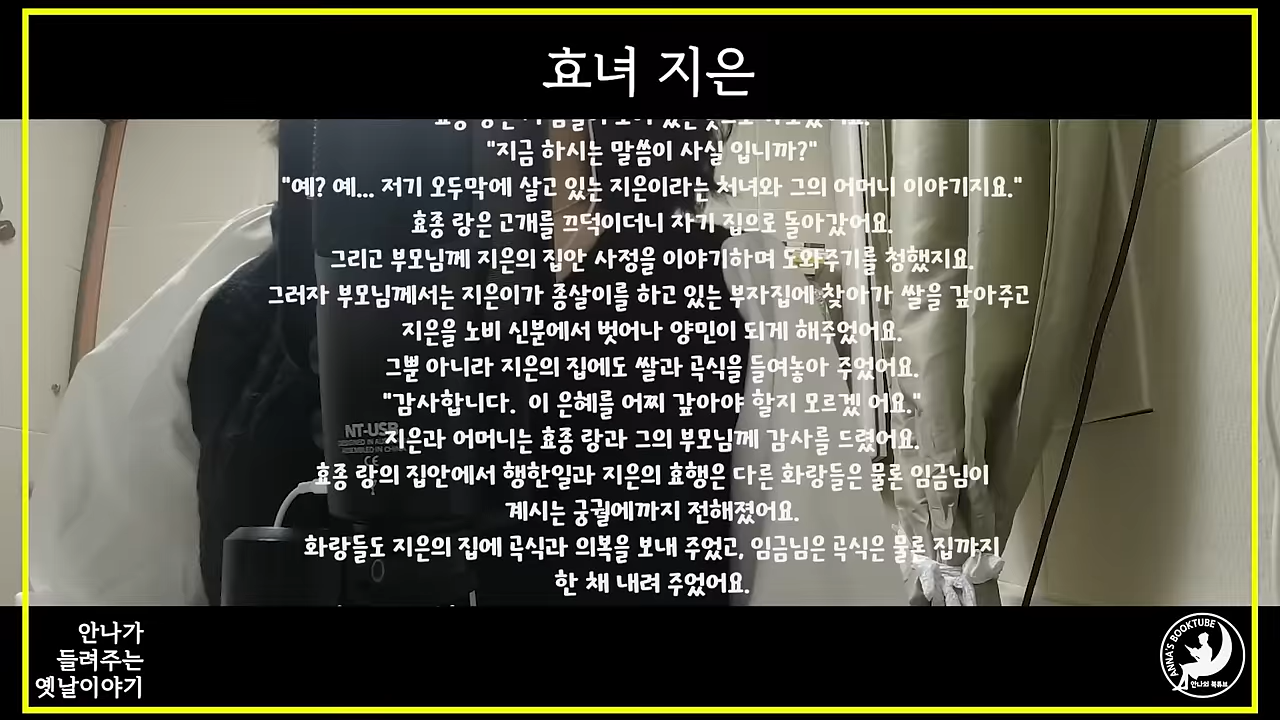 효녀 지은
"지금 하시는 말씀이 사실 입니까?"
"예? 예... 저기 오두막에 살고 있는 지은이라는 처녀와 그의 어머니 이야기지요."
효종 랑은 고개를 끄덕이더니 자기 집으로 돌아갔어요.
그리고 부모님께 지은의 집안 사정을 이야기하며 도와주기를 청했지요.
그러자 부모님께서는 지은이가 종살이를 하고 있는 부자집에 찾아가 쌀을 갚아주고
지은을 노비 신분에서 벗어나 양민이 되게 해주었어요.
그뿐 아니라 지은의 집에도 쌀과 곡식을 들여놓아 주었어요.
"감사합니다. 이 은혜를 어찌 갚아야 할지 모르겠 어요."
지은과 어머니는 효종 랑과 그의 부모님께 감사를 드렸어요.
효종 랑의 집안에서 행한일과 지은의 효행은 다른 화랑들은 물론 임금님이
계시는 궁궐에까지 전해졌어요.
화랑들도 지은의 집에 곡식과 의복을 보내 주었고, 임금님은 곡식은 물론 집까지
한 채 내려 주었어요.
NT-USB
CE
안나가
들려주는
옛날이야기
ANNA'S BOOKTUBE
안나의 북튜브